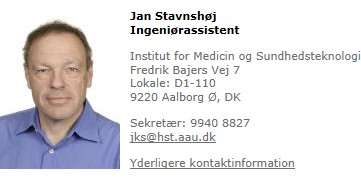 Jan Stavnshøj
Ingeniørassistent
Institut for Medicin og Sundhedsteknologi
Fredrik Bajers Vej 7
Lokale: D1-110
9220 Aalborg Ø, DK
Sekretær: 9940 8827
jks@hst.aau.dk
Yderligere kontaktinformation